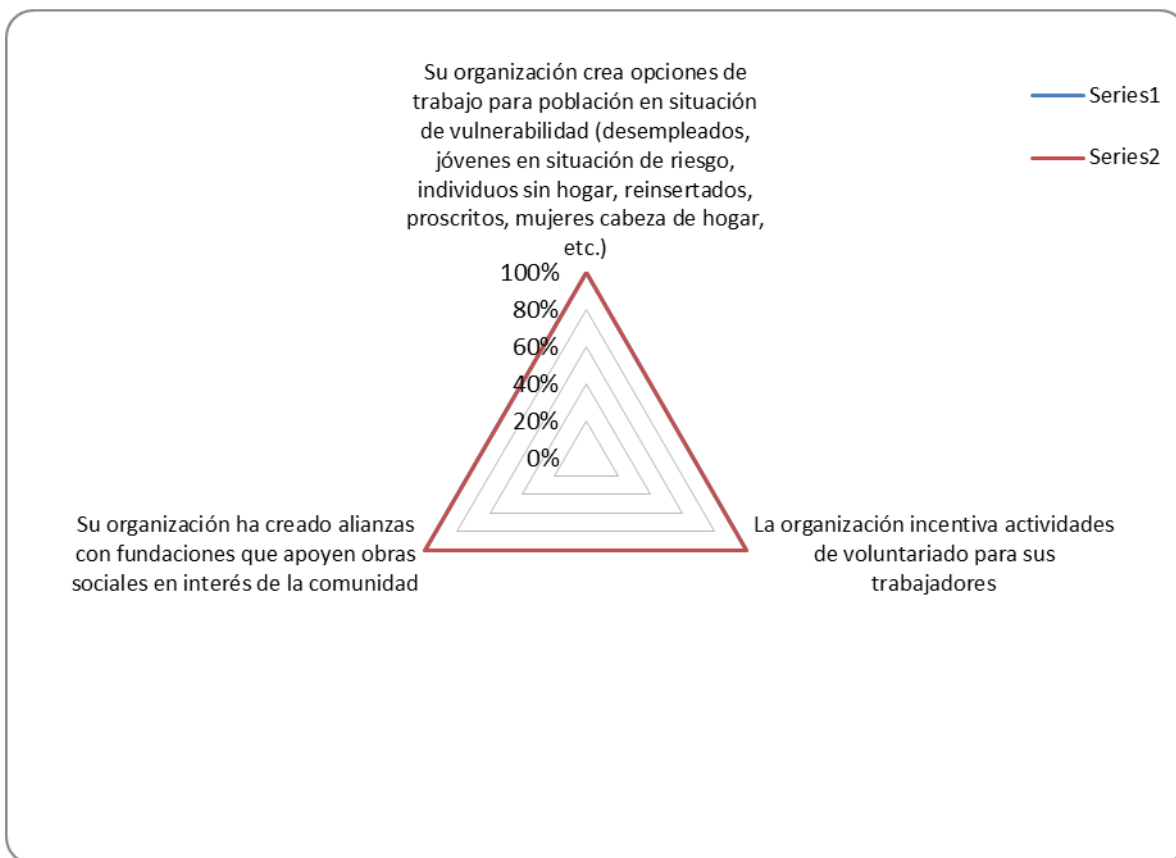 Su organización crea opciones de
trabajo para población en situación
de vulnerabilidad (desempleados,
jóvenes en situación de riesgo,
individuos sin hogar, reinsertados,
proscritos, mujeres cabeza de hogar,
etc.)
Series1
Series2
100%
80%
60%
40%
20%
0%
Su organización ha creado alianzas
con fundaciones que apoyen obras
sociales en interés de la comunidad
La organización incentiva actividades
de voluntariado para sus
trabajadores